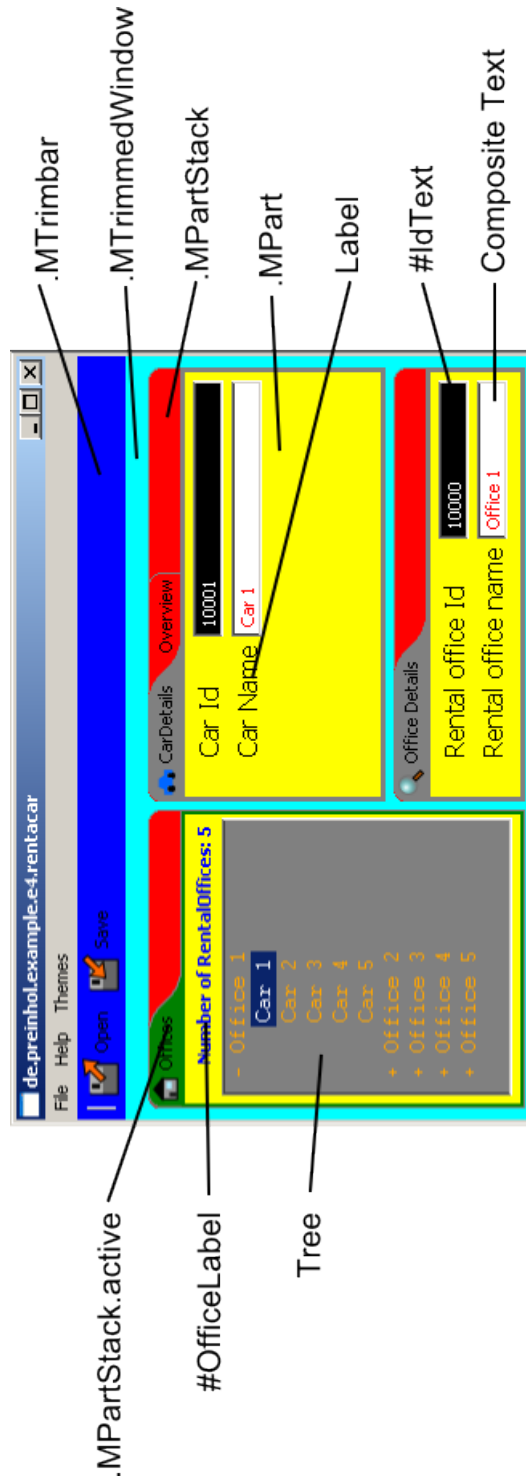 .MPartStack.active
#OfficeLabel
Tree
de.preinhol.example.e4.rentacar
File Help Themes
Open Save
Offices
Number of RentalOffices: 5
- Office 1
Car 1
Car 2
Car 3
Car 4
Car 5
+ Office 2
+ Office 3
+ Office 4
+ Office 5
CarDetails Overview
Car Id 10001
Car Name Car 1
Office Details
Rental office Id 10000
Rental office name Office 1
.MTrimbar
.MTrimmedWindow
.MPartStack
.MPart
Label
#IdText
Composite Text